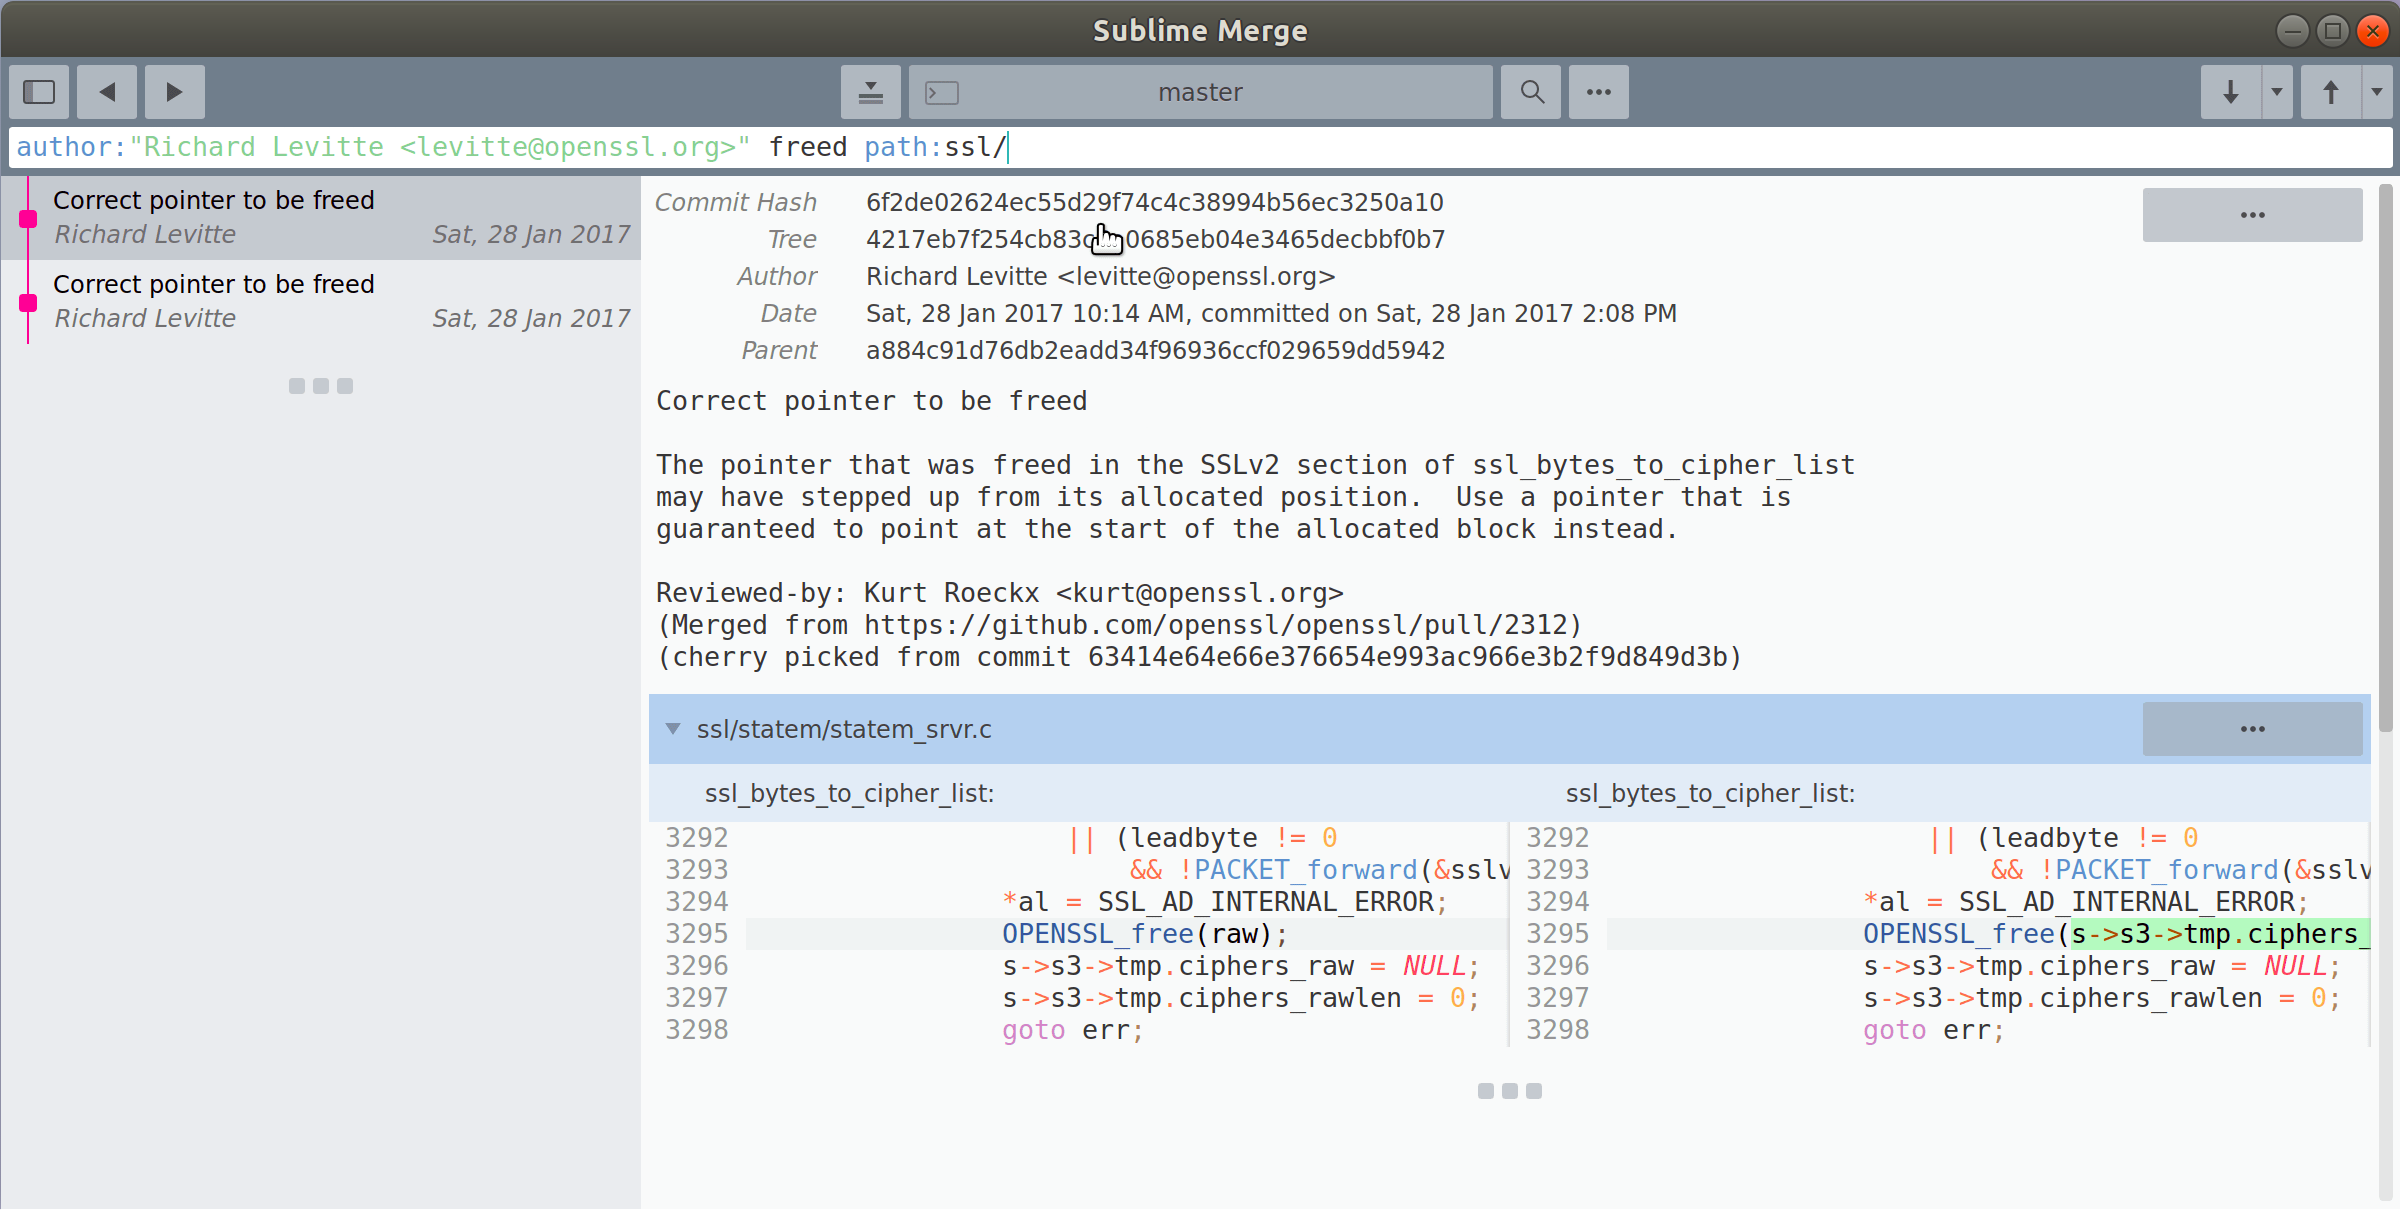 Sublime Merge
master
author:"Richard Levitte <levitte@openssl.org>" freed path:ssl/
Correct pointer to be freed
Richard Levitte Sat, 28 Jan 2017
Correct pointer to be freed
Richard Levitte Sat, 28 Jan 2017
Commit Hash 6f2de02624ec55d29f74c4c38994b56ec3250a10
Tree
Author Richard Levitte <levitte@openssl.org>
Date Sat, 28 Jan 2017 10:14 AM, committed on Sat, 28 Jan 2017 2:08 PM
Parent a884c91d76db2eadd34f96936ccf029659dd5942
Correct pointer to be freed
The pointer that was freed in the SSLv2 section of ssl_bytes_to_cipher_list
may have stepped up from its allocated position.  Use a pointer that is
guaranteed to point at the start of the allocated block instead.
Reviewed-by: Kurt Roeckx <kurt@openssl.org>
(Merged from https://github.com/openssl/openssl/pull/2312)
(cherry picked from commit 63414e64e66e376654e993ac966e3b2f9d849d3b)
ssl/statem/statem_srvr.c
ssl_bytes_to_cipher_list:
3292 || (leadbyte != 0
3293 && !PACKET_forward(&sslv
3294 *al = SSL_AD_INTERNAL_ERROR;
3295 OPENSSL_free(raw);
3296 s->s3->tmp.ciphers_raw = NULL;
3297 s->s3->tmp.ciphers_rawlen = 0;
3298 goto err;
ssl_bytes_to_cipher_list:
3292 || (leadbyte != 0
3293 && !PACKET_forward(&sslv
3294 *al = SSL_AD_INTERNAL_ERROR;
3295 OPENSSL_free(s->s3->tmp.ciphers_
3296 s->s3->tmp.ciphers_raw = NULL;
3297 s->s3->tmp.ciphers_rawlen = 0;
3298 goto err;